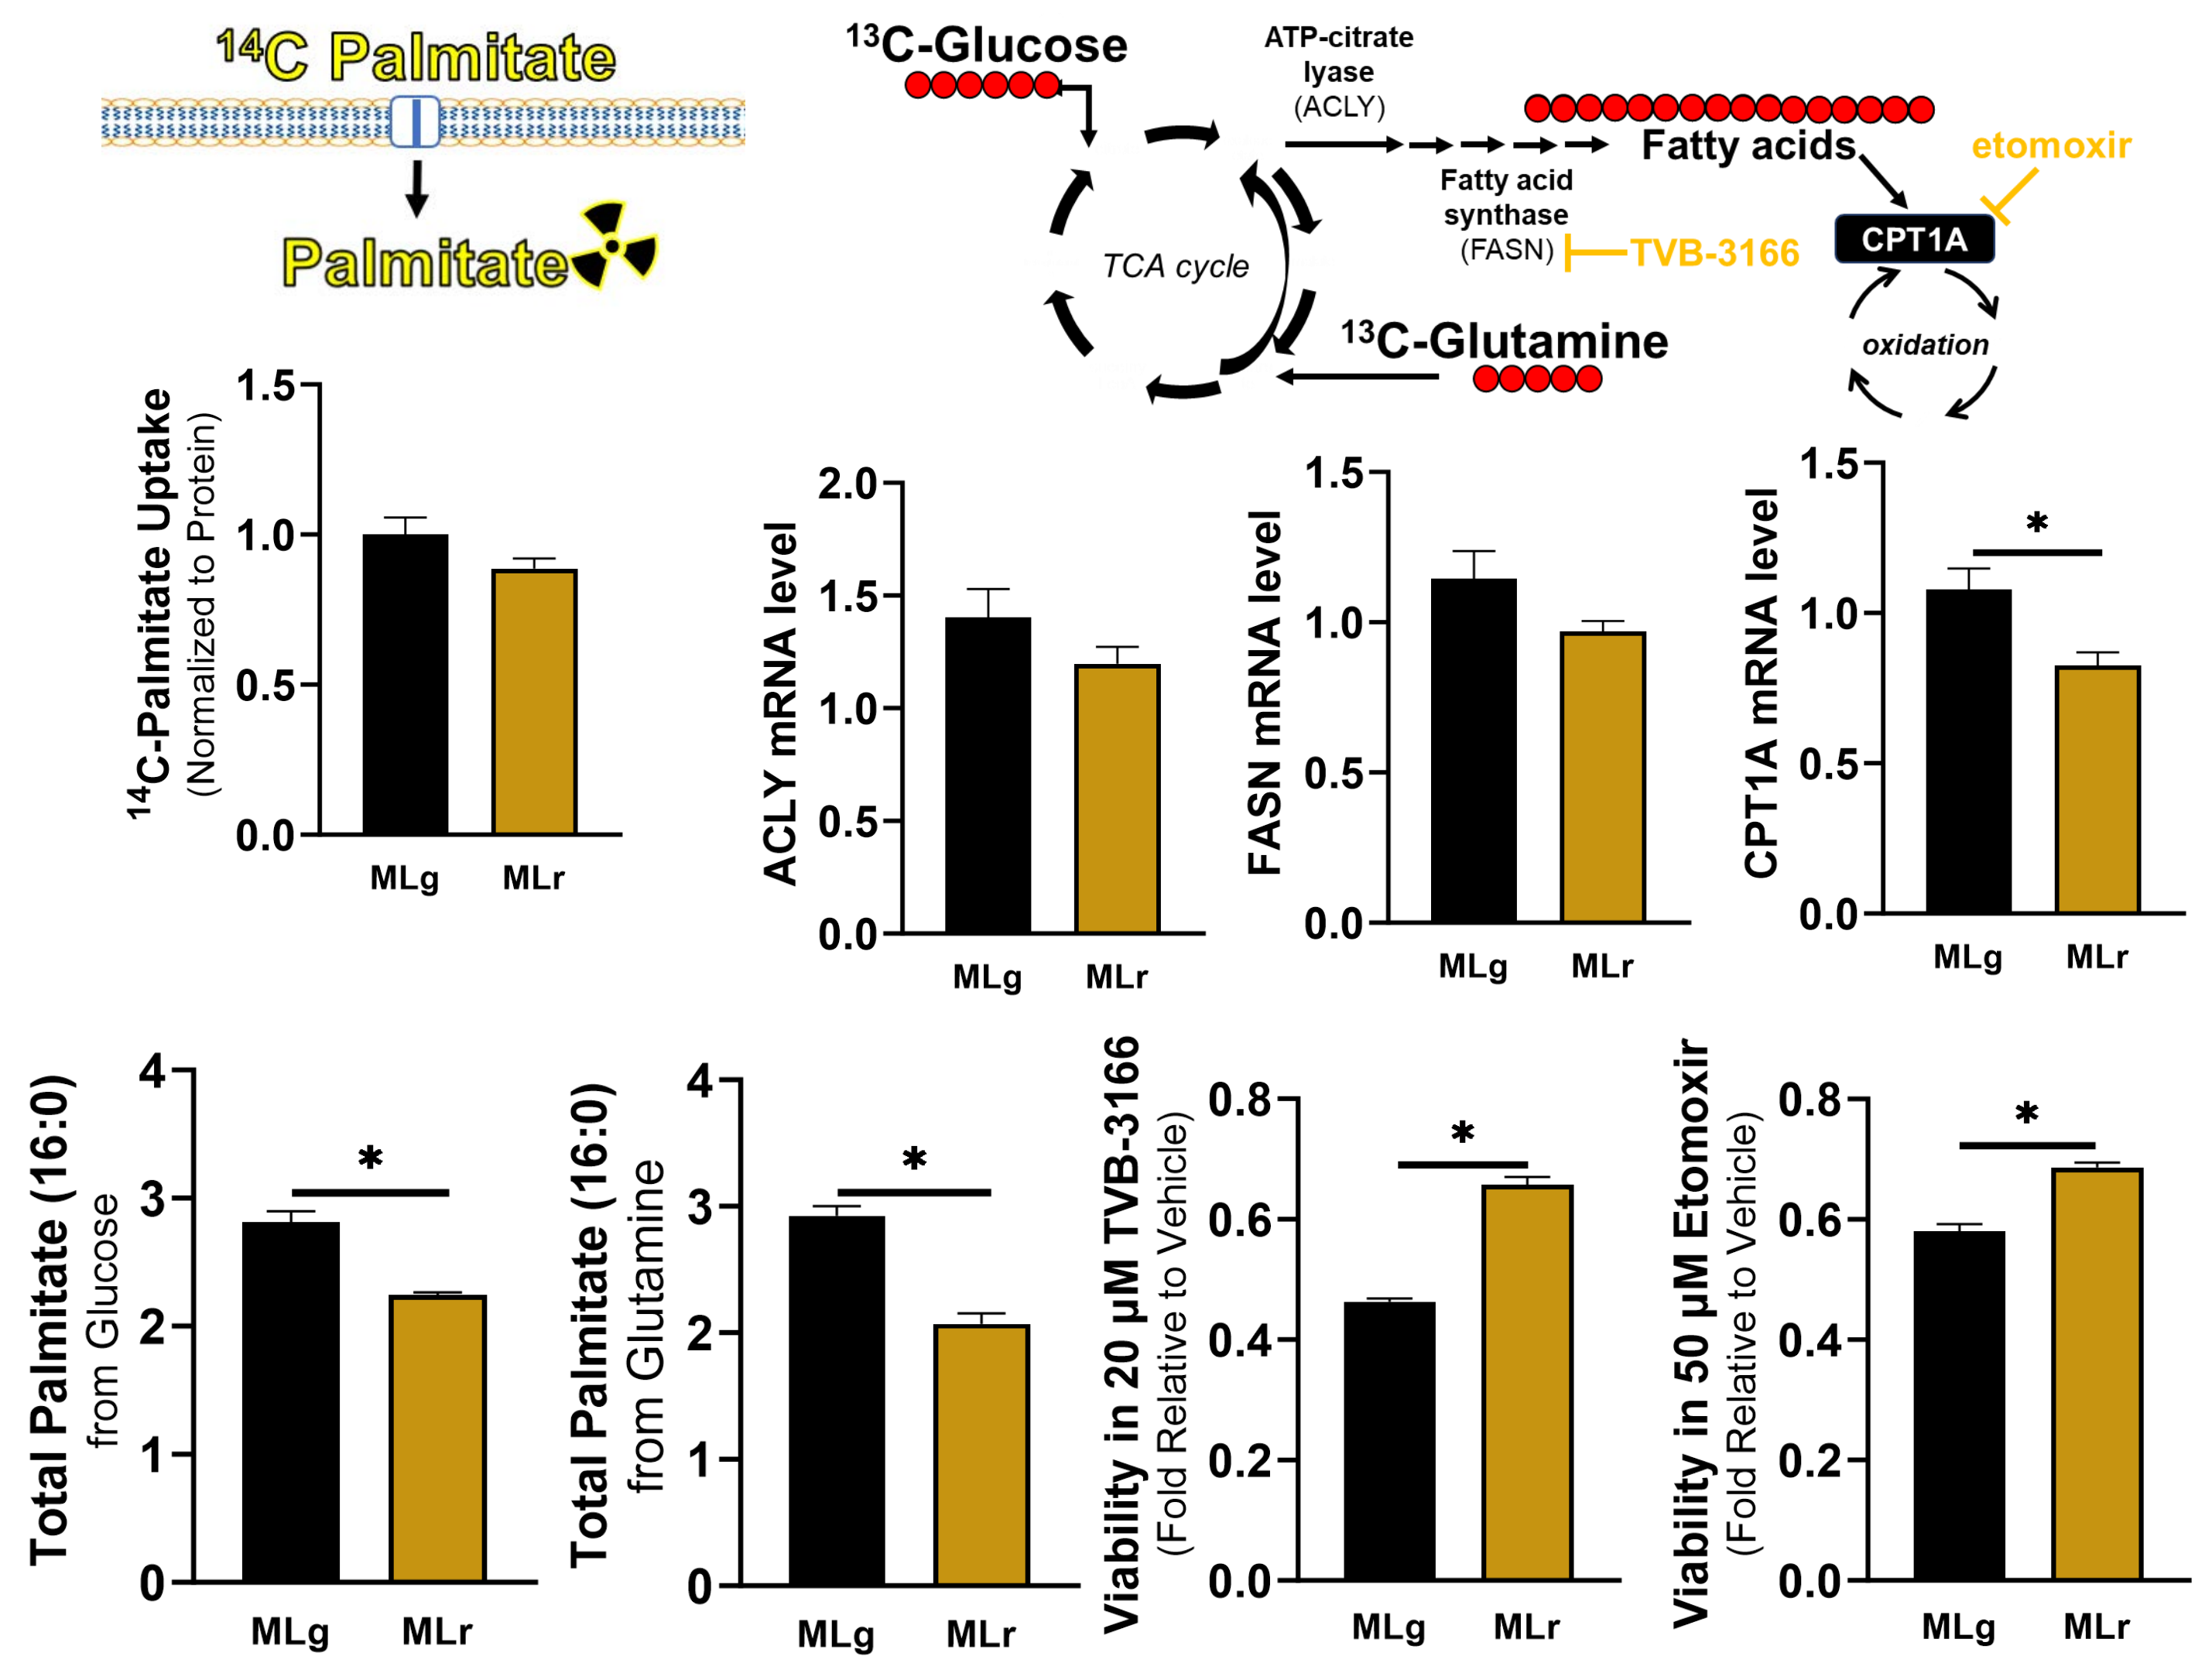 ¹⁴C Palmitate
Palmitate
¹³C-Glucose
ATP-citrate
lyase
(ACLY)
Fatty acids
etomoxir
Fatty acid
synthase
(FASN)
TVB-3166
CPT1A
TCA cycle
¹³C-Glutamine
oxidation
¹⁴C-Palmitate Uptake
(Normalized to Protein)
1.5
1.0
0.5
0.0
MLg MLr
ACLY mRNA level
2.0
1.5
1.0
0.5
0.0
MLg MLr
FASN mRNA level
1.5
1.0
0.5
0.0
MLg MLr
CPT1A mRNA level
1.5
1.0
0.5
0.0
*
MLg MLr
Total Palmitate (16:0)
from Glucose
4
3
2
1
0
*
MLg MLr
Total Palmitate (16:0)
from Glutamine
4
3
2
1
0
*
MLg MLr
Viability in 20 µM TVB-3166
(Fold Relative to Vehicle)
0.8
0.6
0.4
0.2
0.0
*
MLg MLr
Viability in 50 µM Etomoxir
(Fold Relative to Vehicle)
0.8
0.6
0.4
0.2
0.0
*
MLg MLr